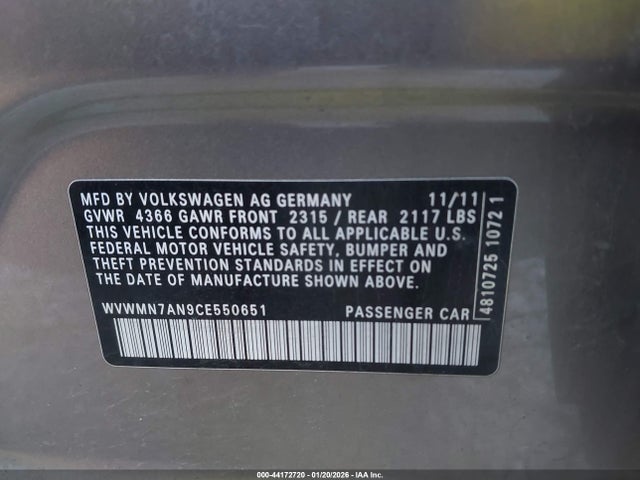 MFD BY VOLKSWAGEN AG GERMANY 11/11
GVWR 4366 GAWR FRONT 2315 / REAR 2117 LBS
THIS VEHICLE CONFORMS TO ALL APPLICABLE U.S.
FEDERAL MOTOR VEHICLE SAFETY, BUMPER AND
THEFT PREVENTION STANDARDS IN EFFECT ON
THE DATE OF MANUFACTURE SHOWN ABOVE.
WVWMN7AN9CE550651 PASSENGER CAR
4810725 1072 1
000-44172720 - 01/20/2026 - IAA Inc.